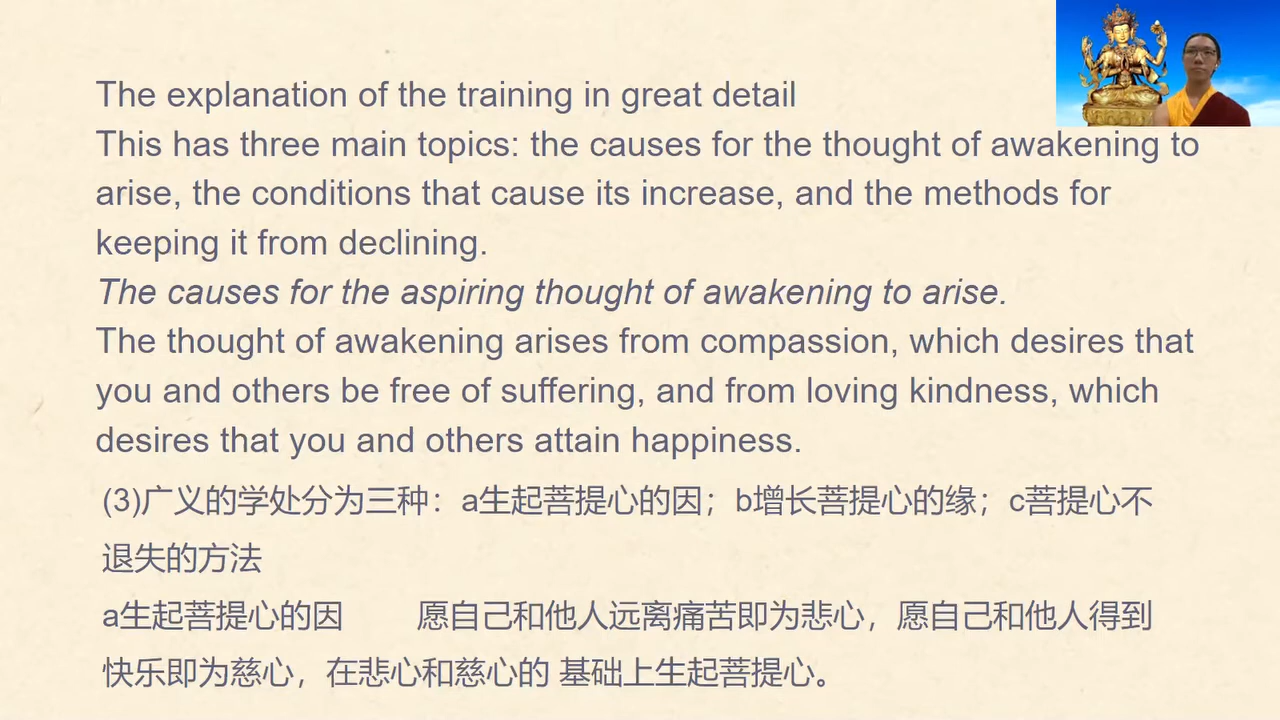 The explanation of the training in great detail
This has three main topics: the causes for the thought of awakening to
arise, the conditions that cause its increase, and the methods for
keeping it from declining.
The causes for the aspiring thought of awakening to arise.
The thought of awakening arises from compassion, which desires that
you and others be free of suffering, and from loving kindness, which
desires that you and others attain happiness.
(3)广义的学处分为三种：a生起菩提心的因；b增长菩提心的缘；c菩提心不
退失的方法
a生起菩提心的因 愿自己和他人远离痛苦即为悲心，愿自己和他人得到
快乐即为慈心，在悲心和慈心的 基础上生起菩提心。